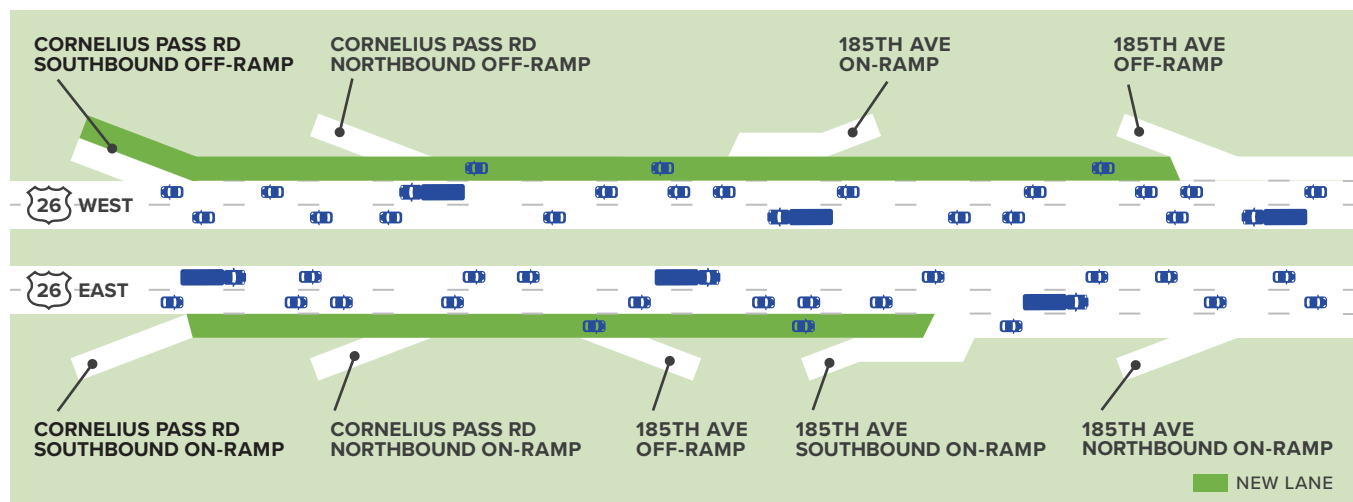 CORNELIUS PASS RD
SOUTHBOUND OFF-RAMP
CORNELIUS PASS RD
NORTHBOUND OFF-RAMP
185TH AVE
ON-RAMP
185TH AVE
OFF-RAMP
26 WEST
26 EAST
CORNELIUS PASS RD
SOUTHBOUND ON-RAMP
CORNELIUS PASS RD
NORTHBOUND ON-RAMP
185TH AVE
OFF-RAMP
185TH AVE
SOUTHBOUND ON-RAMP
185TH AVE
NORTHBOUND ON-RAMP
NEW LANE